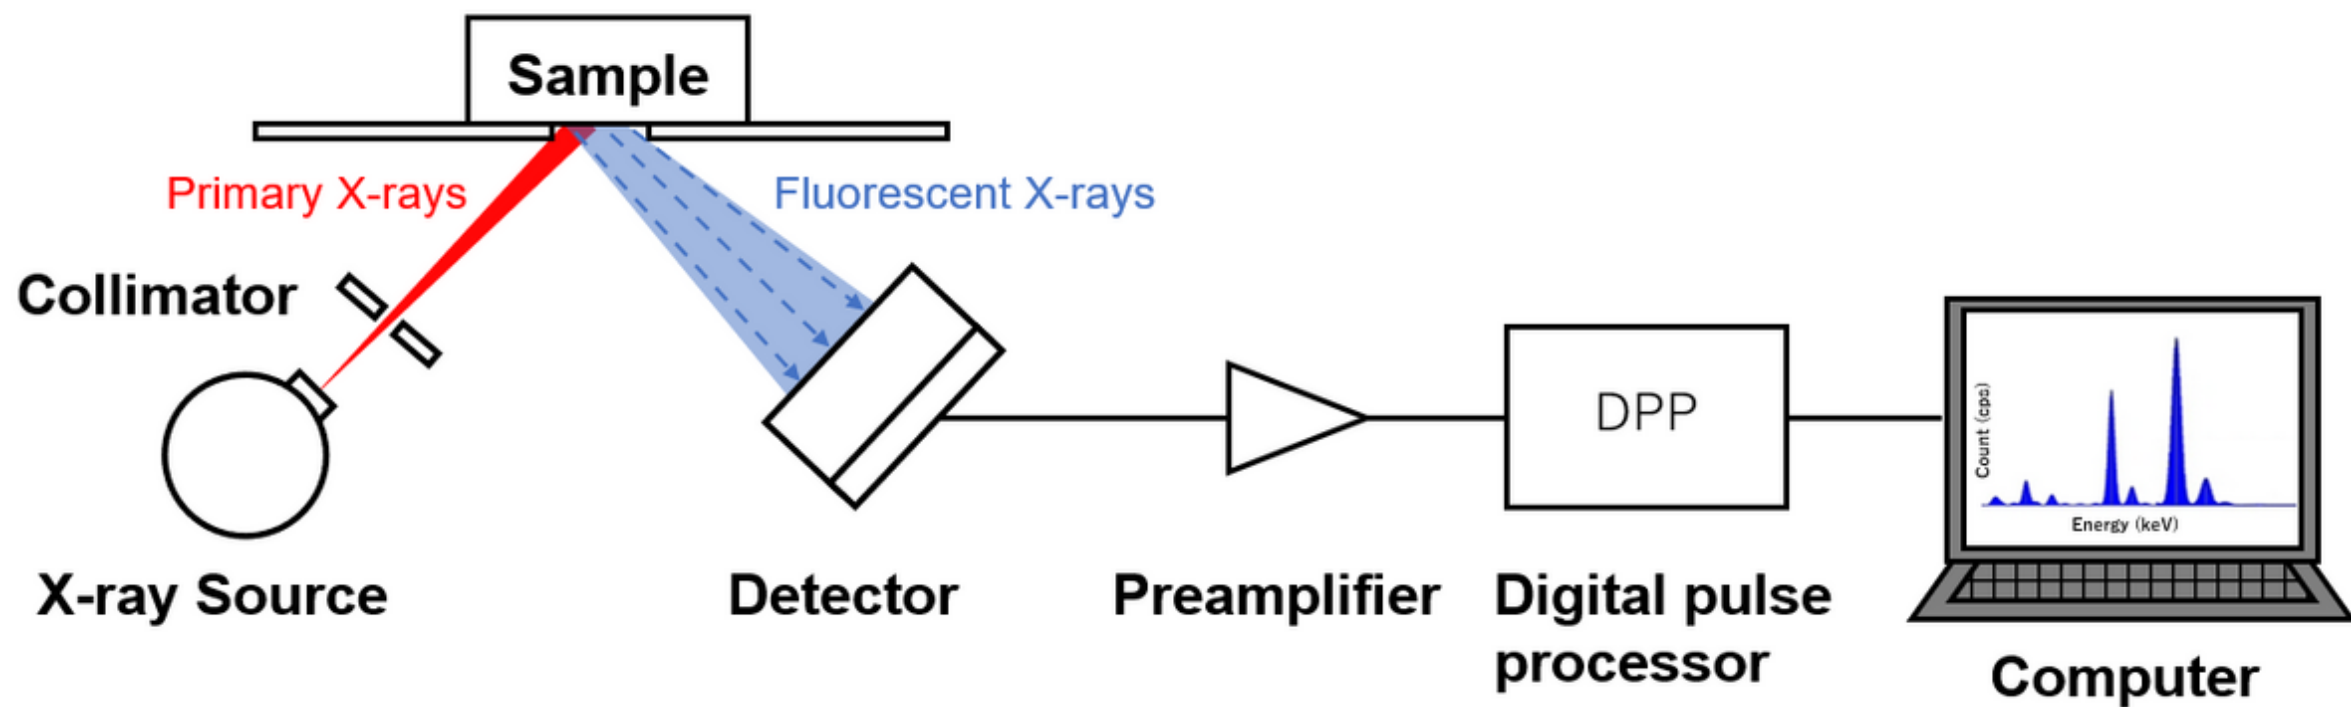 Sample
Primary X-rays
Fluorescent X-rays
Collimator
DPP
Count (cps)
Energy (keV)
X-ray Source
Detector
Preamplifier
Digital pulse
processor
Computer